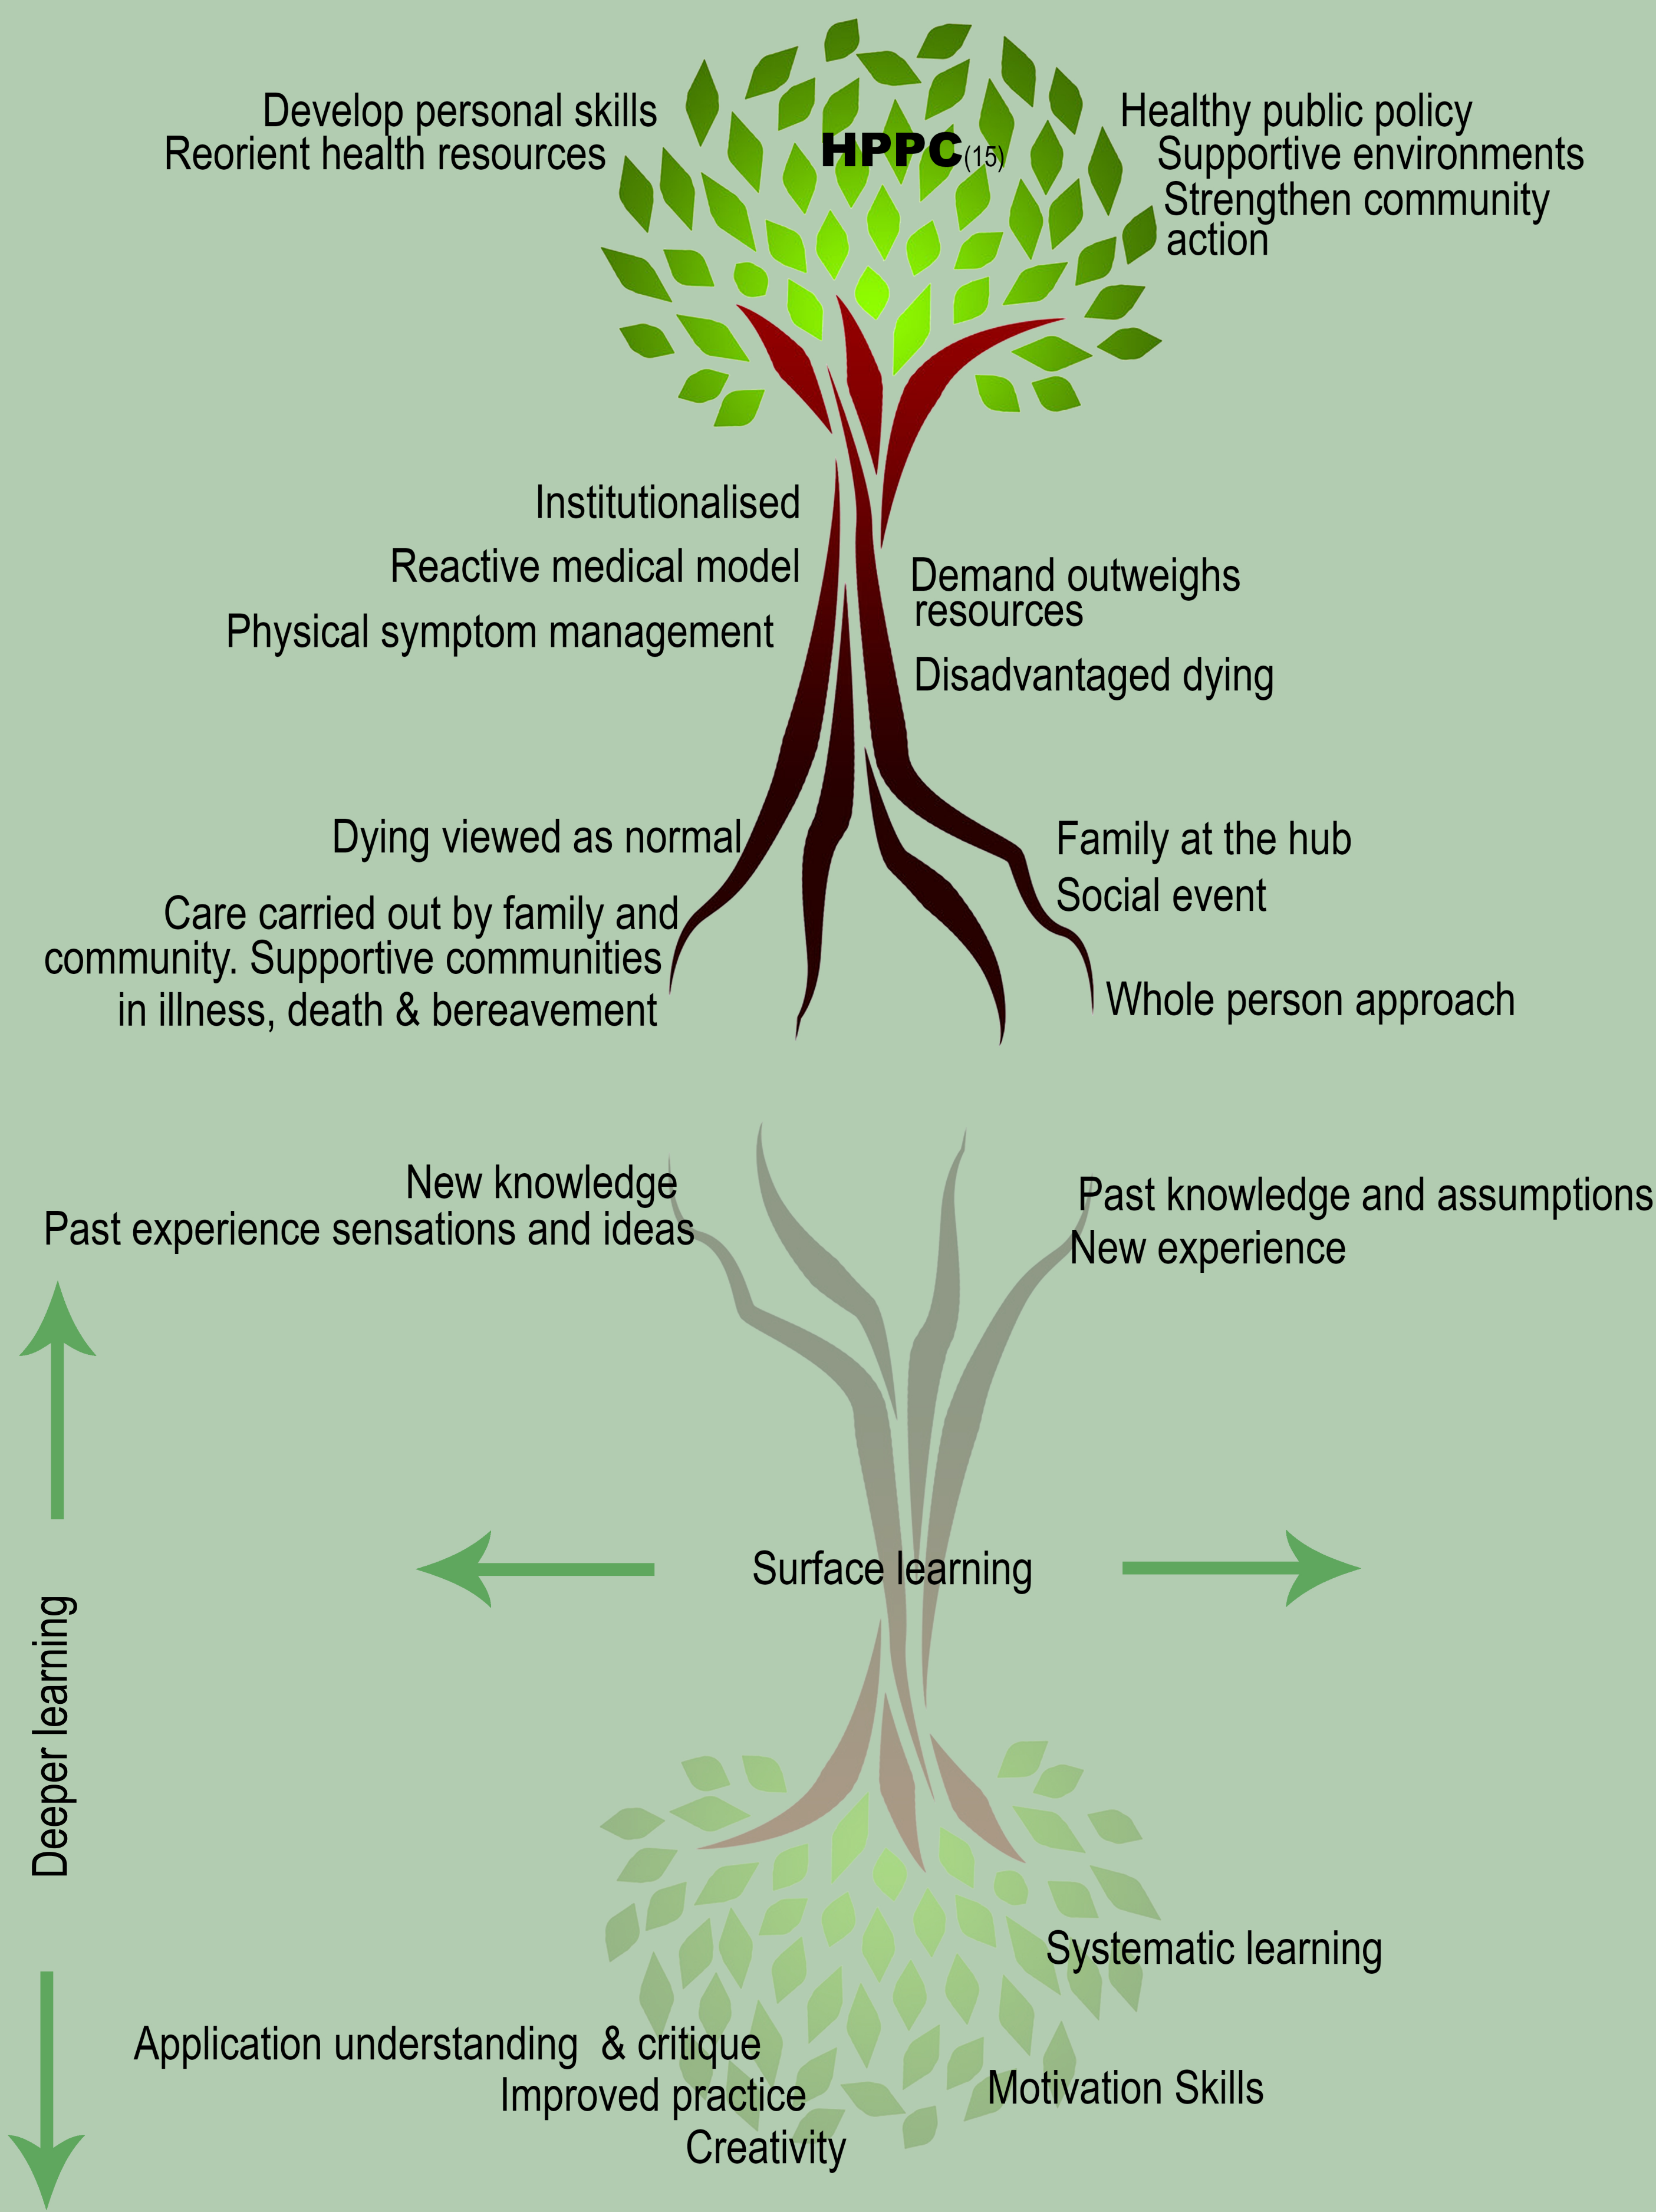 Develop personal skills
Reorient health resources
HPPC(15)
Healthy public policy
Supportive environments
Strengthen community
action
Institutionalised
Reactive medical model
Physical symptom management
Demand outweighs
resources
Disadvantaged dying
Dying viewed as normal
Care carried out by family and
community. Supportive communities
in illness, death & bereavement
Family at the hub
Social event
Whole person approach
New knowledge
Past experience sensations and ideas
Past knowledge and assumptions
New experience
Surface learning
Deeper learning
Systematic learning
Application understanding  & critique
Improved practice
Creativity
Motivation Skills